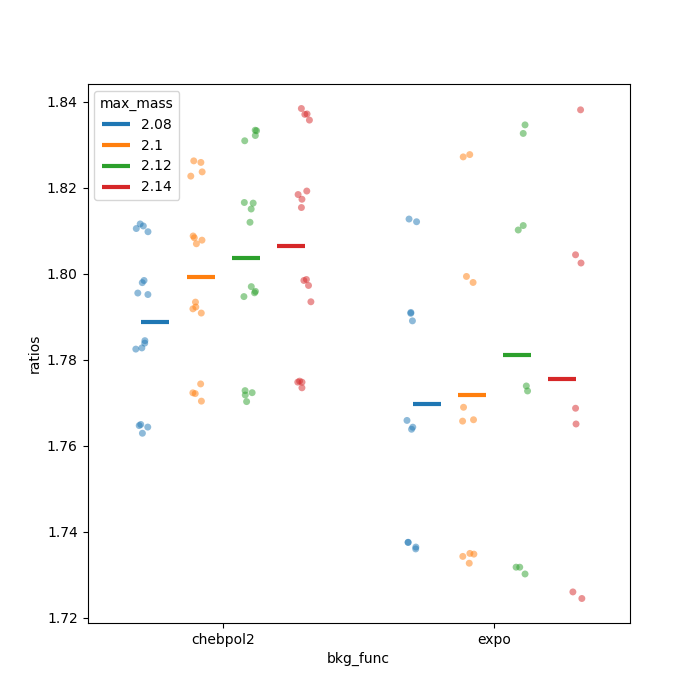 max_mass
2.08
2.1
2.12
2.14
1.84
1.82
1.80
1.78
1.76
1.74
1.72
ratios
chebpol2
expo
bkg_func